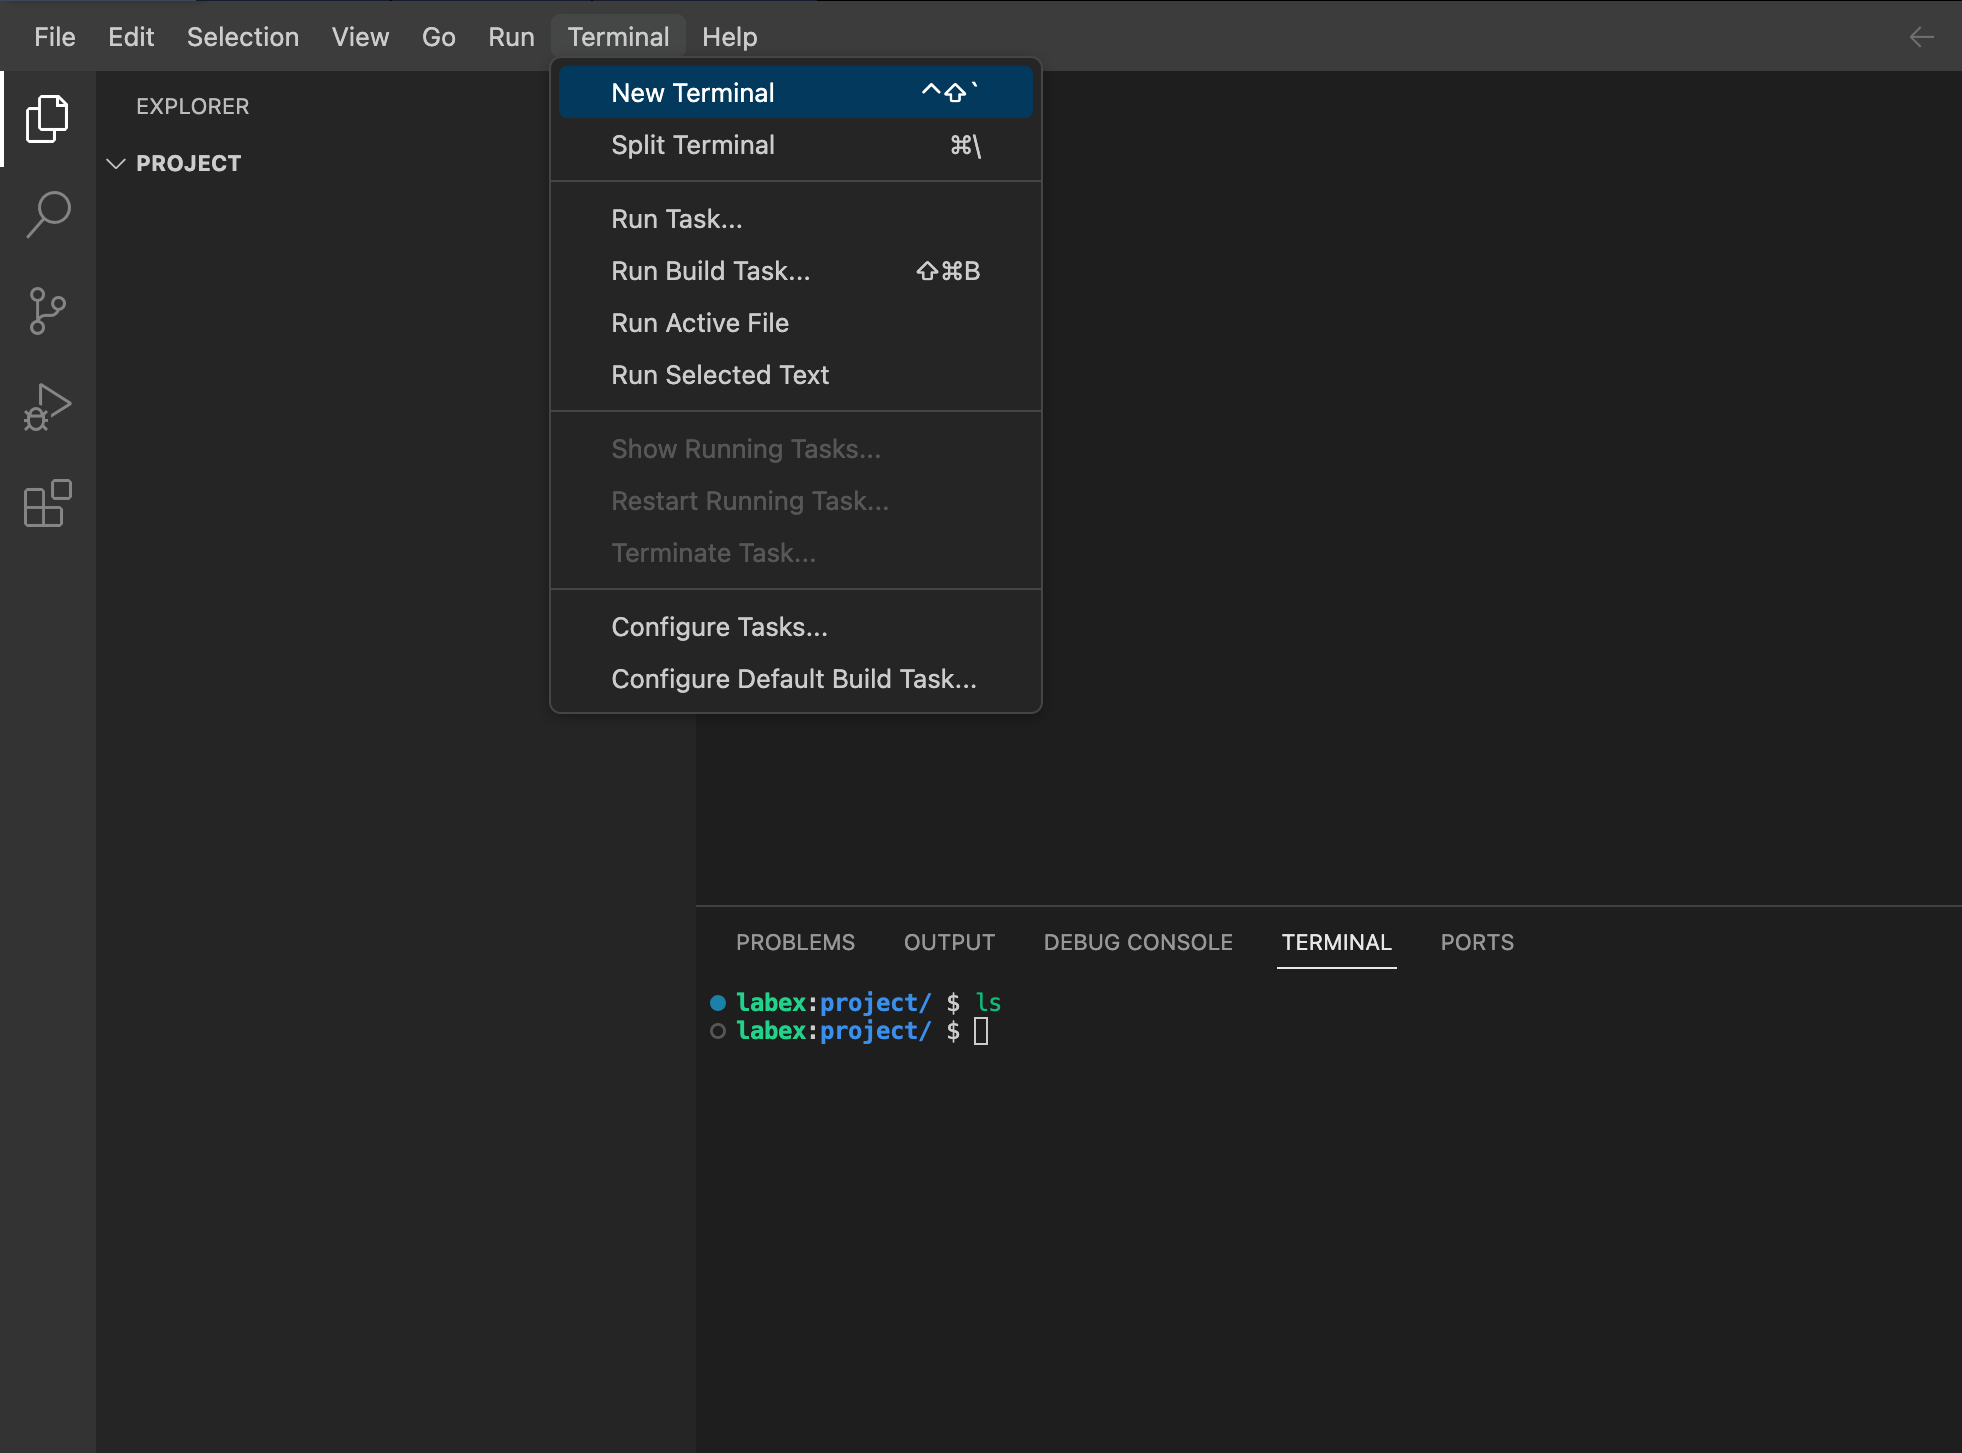 File Edit Selection View Go Run Terminal Help
EXPLORER
PROJECT
New Terminal ^⇧`
Split Terminal ⌘\
Run Task...
Run Build Task... ⇧⌘B
Run Active File
Run Selected Text
Show Running Tasks...
Restart Running Task...
Terminate Task...
Configure Tasks...
Configure Default Build Task...
PROBLEMS OUTPUT DEBUG CONSOLE TERMINAL PORTS
labex:project/ $ ls
labex:project/ $